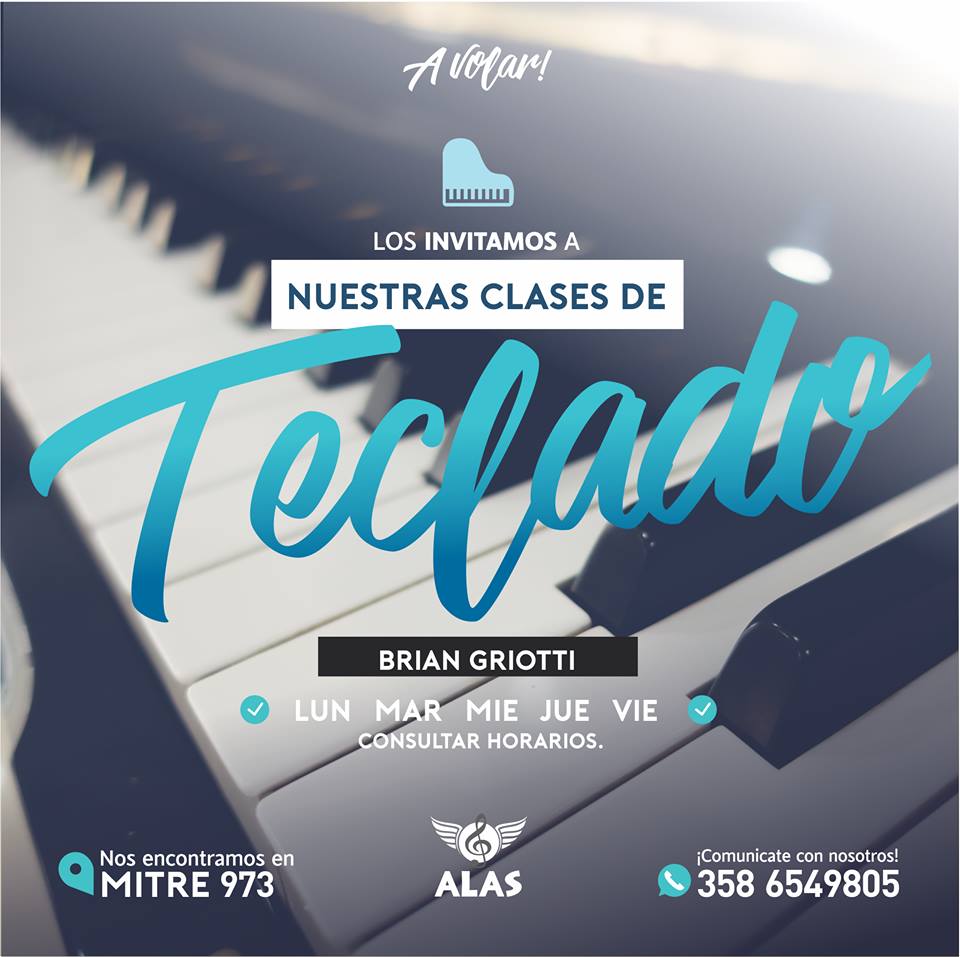 A volar!
LOS INVITAMOS A
NUESTRAS CLASES DE
Teclado
BRIAN GRIOTTI
LUN MAR MIE JUE VIE
CONSULTAR HORARIOS.
Nos encontramos en
MITRE 973
ALAS
¡Comunicate con nosotros!
358 6549805